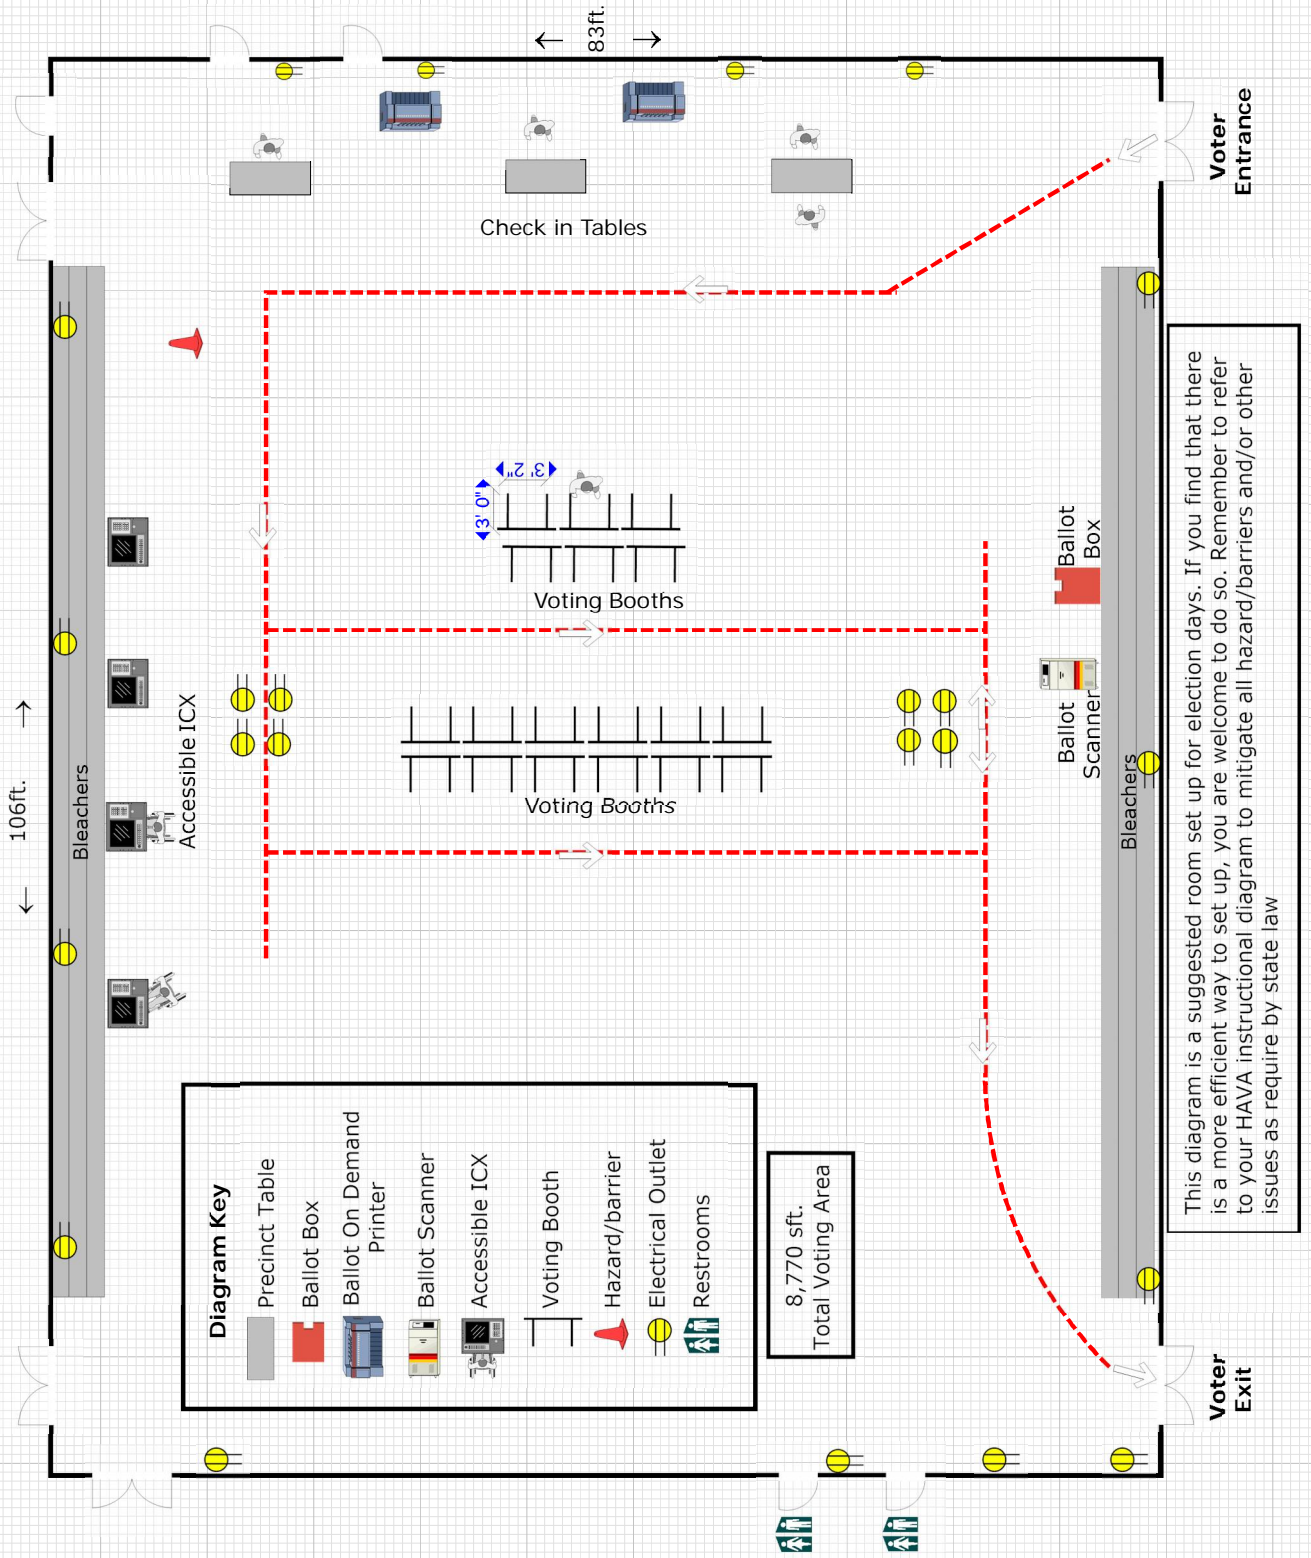 83ft.
106ft.
Voter
Entrance
Check in Tables
3' 2"
3' 0"
Voting Booths
Ballot
Box
Accessible ICX
Ballot
Scanner
Voting Booths
Bleachers
Bleachers
Diagram Key
Precinct Table
Ballot Box
Ballot On Demand
Printer
Ballot Scanner
Accessible ICX
Voting Booth
Hazard/barrier
Electrical Outlet
Restrooms
8,770 sft.
Total Voting Area
Voter
Exit
This diagram is a suggested room set up for election days. If you find that there
is a more efficient way to set up, you are welcome to do so. Remember to refer
to your HAVA instructional diagram to mitigate all hazard/barriers and/or other
issues as require by state law